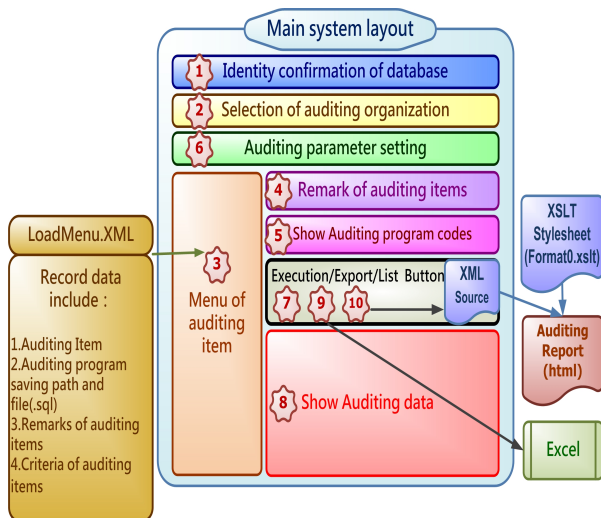 Main system layout
1 Identity confirmation of database
2 Selection of auditing organization
6 Auditing parameter setting
4 Remark of auditing items
5 Show Auditing program codes
Execution/Export/List Button
7 9 10
XML
Source
3
Menu of
auditing
item
8 Show Auditing data
LoadMenu.XML
Record data
include :
1.Auditing Item
2.Auditing program
saving path and
file(.sql)
3.Remarks of auditing
items
4.Criteria of auditing
items
XSLT
Stylesheet
(Format0.xslt)
Auditing
Report
(html)
Excel